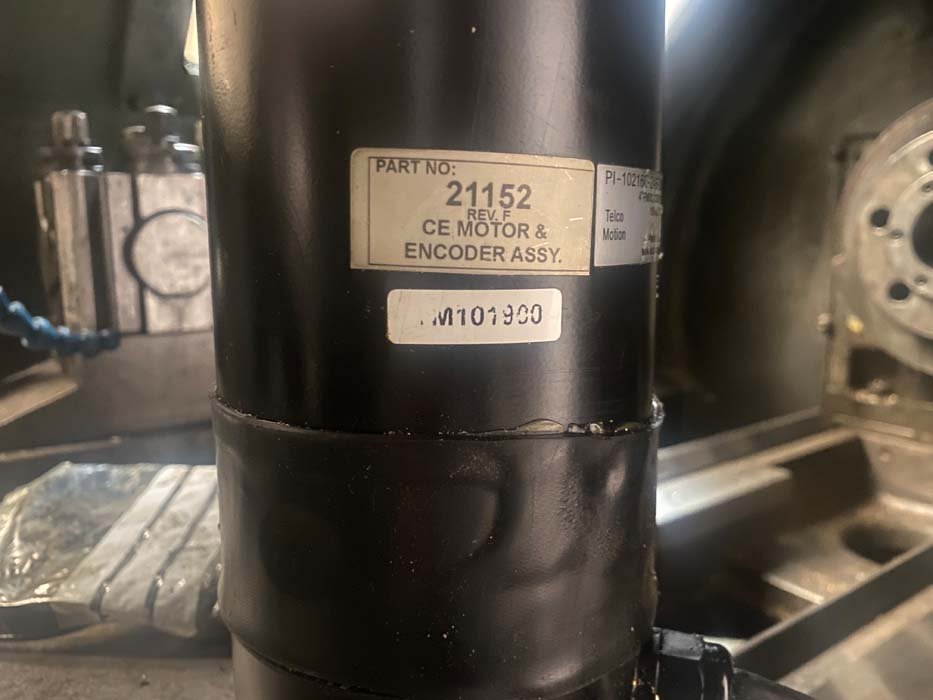 PART NO:
21152
REV. F
CE MOTOR &
ENCODER ASSY.
M101900
Telco
Motion